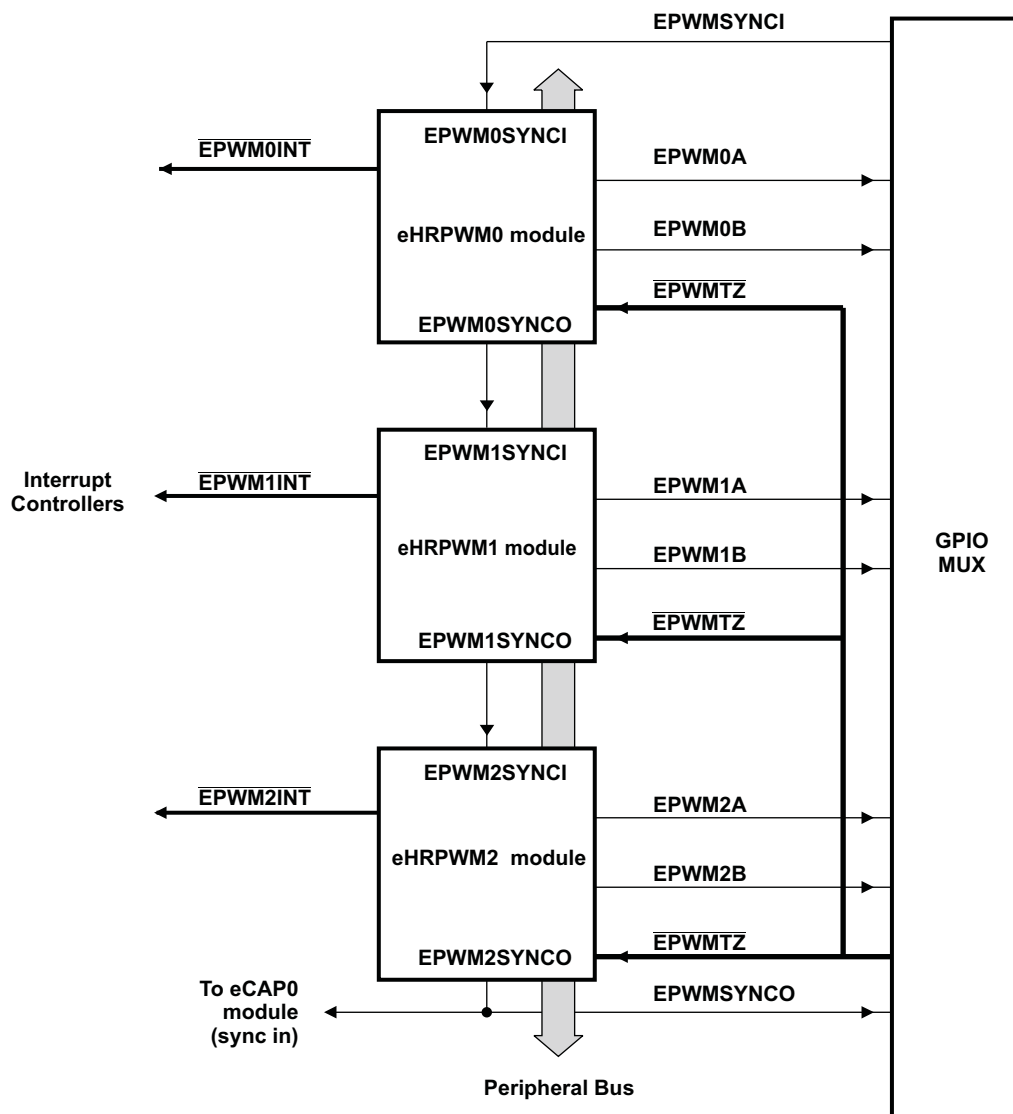 EPWMSYNCI
EPWM0SYNCI
EPWM0INT
EPWM0A
eHRPWM0 module
EPWM0B
EPWMTZ
EPWM0SYNCO
EPWM1SYNCI
Interrupt
Controllers
EPWM1INT
EPWM1A
eHRPWM1 module
EPWM1B
GPIO
MUX
EPWMTZ
EPWM1SYNCO
EPWM2SYNCI
EPWM2INT
EPWM2A
eHRPWM2 module
EPWM2B
EPWMTZ
EPWM2SYNCO
To eCAP0
module
(sync in)
EPWMSYNCO
Peripheral Bus